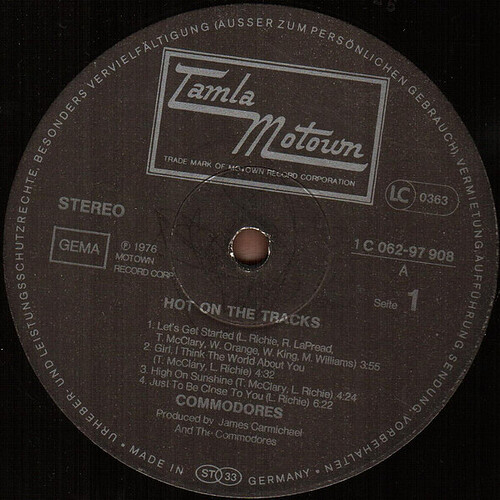 URHEBER- UND LEISTUNGSSCHUTZRECHTE, BESONDERS VERVIELFÄLTIGUNG (AUSSER ZUM PERSÖNLICHEN GEBRAUCH) VERMIETUNG, AUFFÜHRUNG, SENDUNG, VORBEHALTEN
Tamla
Motown
TRADE MARK OF MOTOWN RECORD CORPORATION
LC 0363
STEREO
GEMA
℗ 1976
MOTOWN
RECORD CORP.
1 C 062-97 908
A
Seite 1
HOT ON THE TRACKS
1. Let's Get Started (L. Richie, R. LaPread,
T. McClary, W. Orange, W. King, M. Williams) 3:55
2. Girl, I Think The World About You
(T. McClary, L. Richie) 4:32
3. High On Sunshine (T. McClary, L. Richie) 4:24
4. Just To Be Close To You (L. Richie) 6:22
COMMODORES
Produced by James Carmichael
And The Commodores
• MADE IN ST 33 GERMANY •